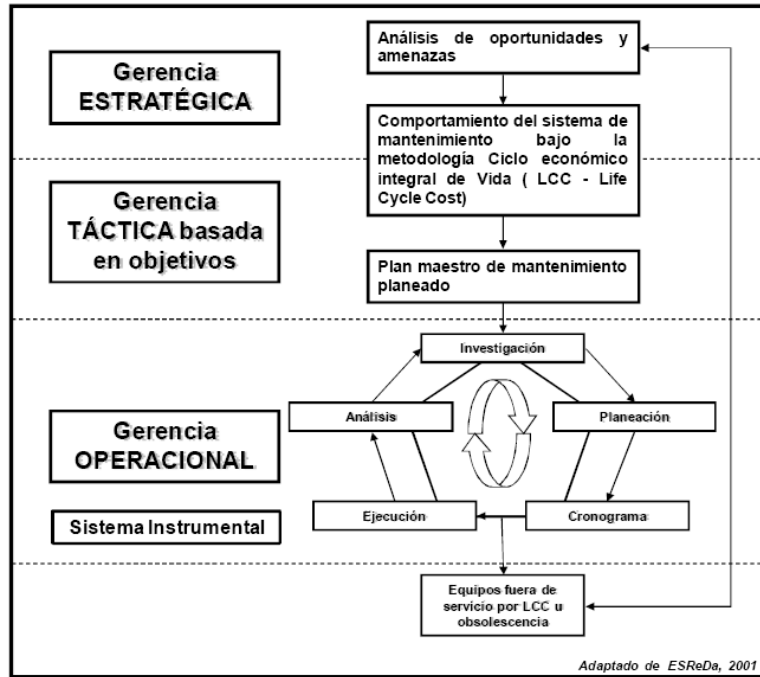 Gerencia
ESTRATÉGICA
Análisis de oportunidades y
amenazas
Comportamiento del sistema de
mantenimiento bajo la
metodología Ciclo económico
integral de Vida ( LCC - Life
Cycle Cost)
Gerencia
TÁCTICA basada
en objetivos
Plan maestro de mantenimiento
planeado
Investigación
Análisis
Planeación
Gerencia
OPERACIONAL
Ejecución
Cronograma
Sistema Instrumental
Equipos fuera de
servicio por LCC u
obsolescencia
Adaptado de ESReDa, 2001